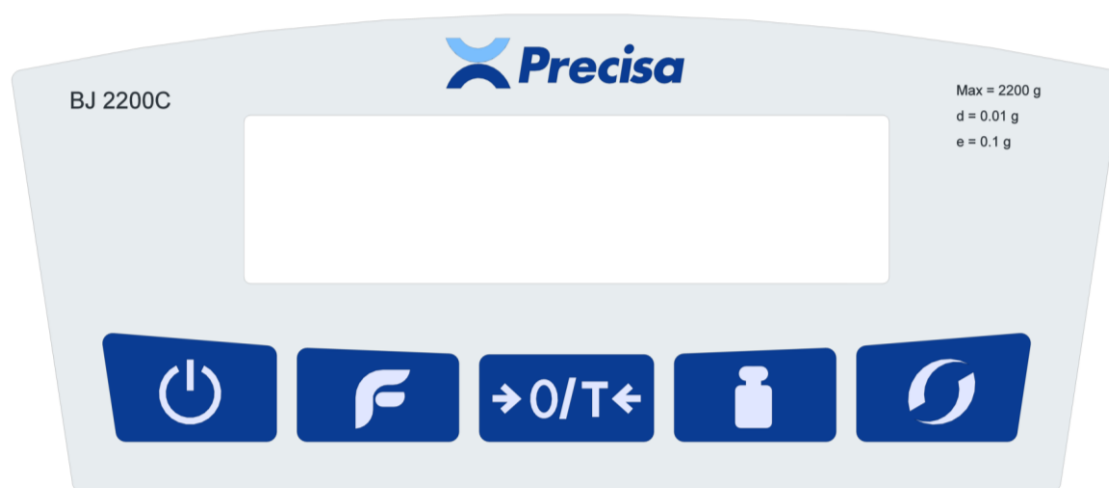 Precisa
BJ 2200C
Max = 2200 g
d = 0.01 g
e = 0.1 g
F
→0/T←